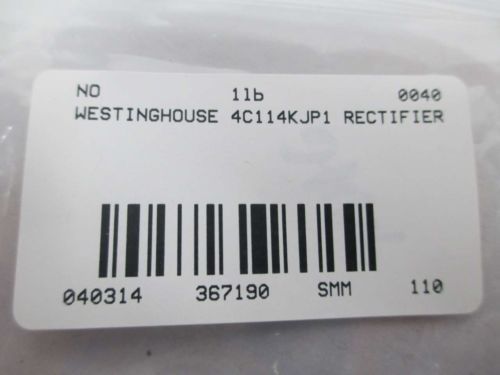 NO 1lb 0040
WESTINGHOUSE 4C114KJP1 RECTIFIER
040314 367190 SMM 110